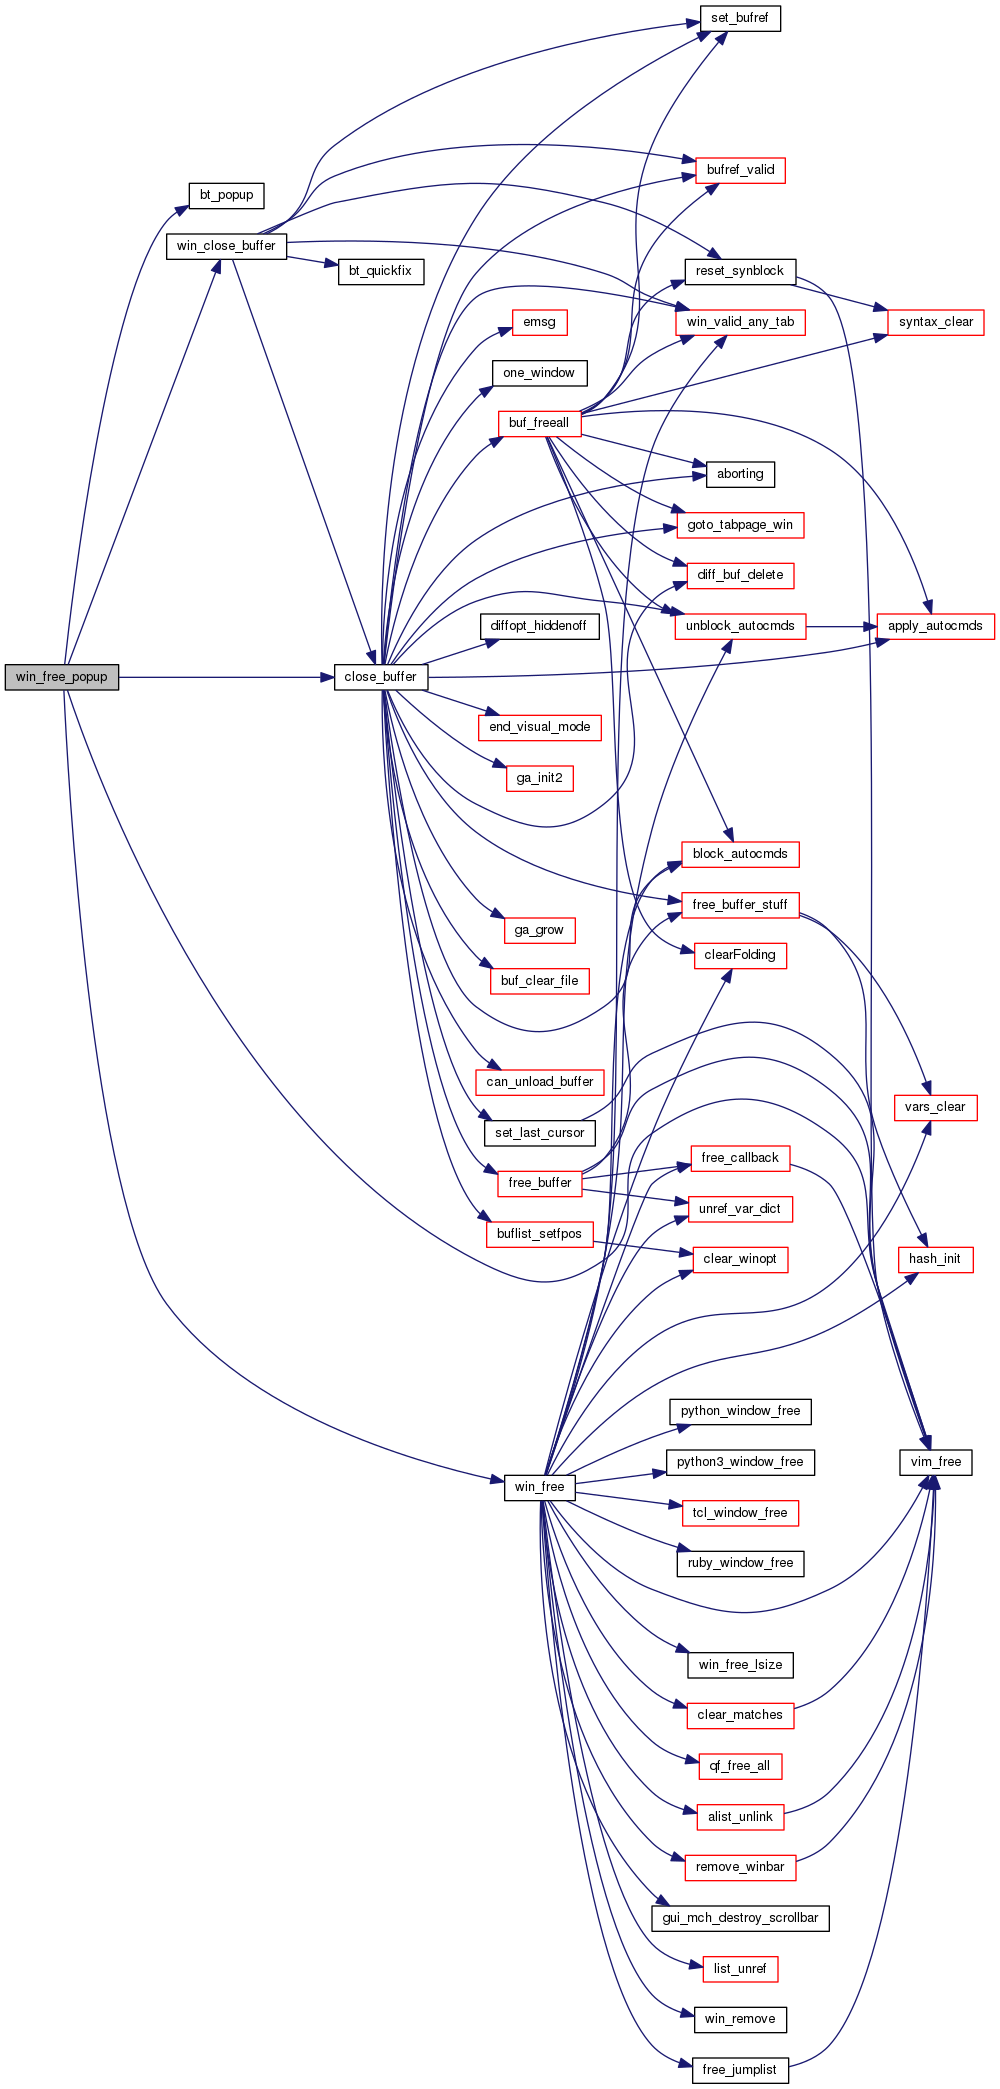 set_bufref
bufref_valid
bt_popup
win_close_buffer
bt_quickfix
reset_synblock
emsg
win_valid_any_tab
syntax_clear
one_window
buf_freeall
aborting
goto_tabpage_win
diff_buf_delete
diffopt_hiddenoff
unblock_autocmds
apply_autocmds
win_free_popup
close_buffer
end_visual_mode
ga_init2
block_autocmds
free_buffer_stuff
ga_grow
clearFolding
buf_clear_file
can_unload_buffer
vars_clear
set_last_cursor
free_callback
free_buffer
unref_var_dict
buflist_setfpos
clear_winopt
hash_init
python_window_free
python3_window_free
vim_free
win_free
tcl_window_free
ruby_window_free
win_free_lsize
clear_matches
qf_free_all
alist_unlink
remove_winbar
gui_mch_destroy_scrollbar
list_unref
win_remove
free_jumplist